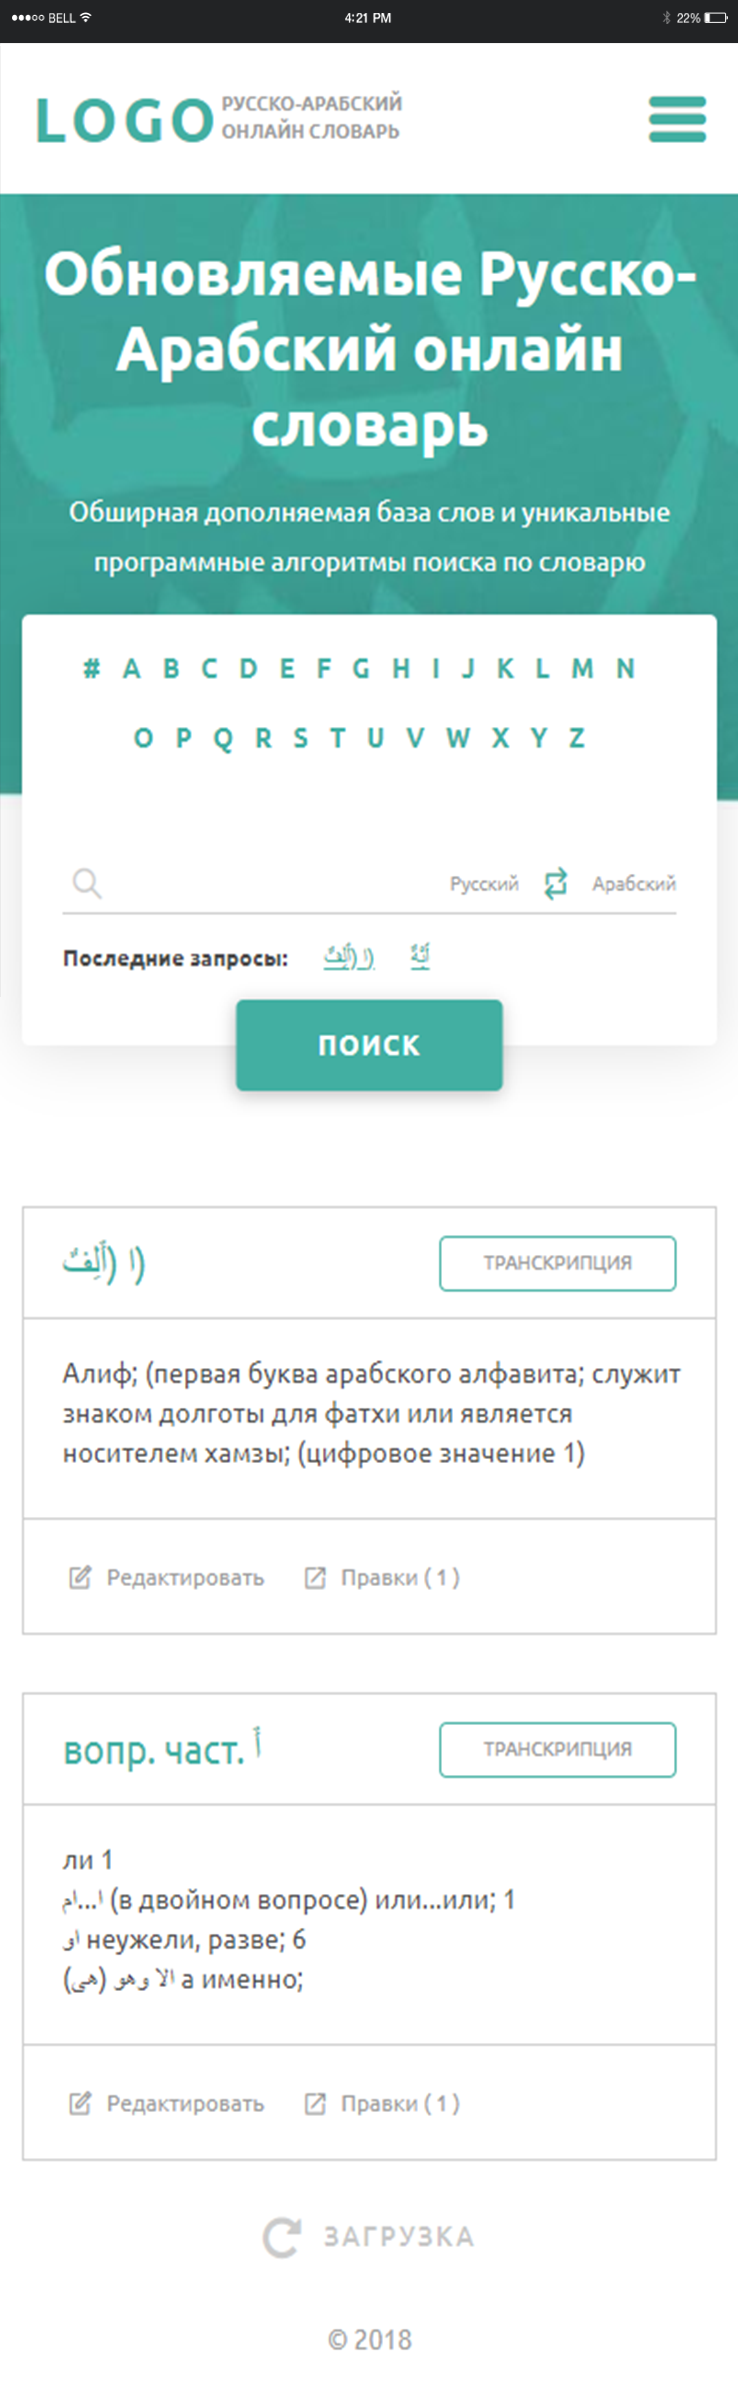 BELL
4:21 PM
22%
LOGO
РУССКО-АРАБСКИЙ
ОНЛАЙН СЛОВАРЬ
Обновляемые Русско-
Арабский онлайн
словарь
Обширная дополняемая база слов и уникальные
программные алгоритмы поиска по словарю
# A B C D E F G H I J K L M N
O P Q R S T U V W X Y Z
Русский Арабский
Последние запросы: (ا (أَلِفٌ
ПОИСК
(ا (أَلِفٌ
ТРАНСКРИПЦИЯ
Алиф; (первая буква арабского алфавита; служит
знаком долготы для фатхи или является
носителем хамзы; (цифровое значение 1)
Редактировать Правки ( 1 )
вопр. част. أَ
ТРАНСКРИПЦИЯ
ли 1
ا...ام (в двойном вопросе) или...или; 1
او неужели, разве; 6
الا وهو (هى) а именно;
Редактировать Правки ( 1 )
ЗАГРУЗКА
© 2018